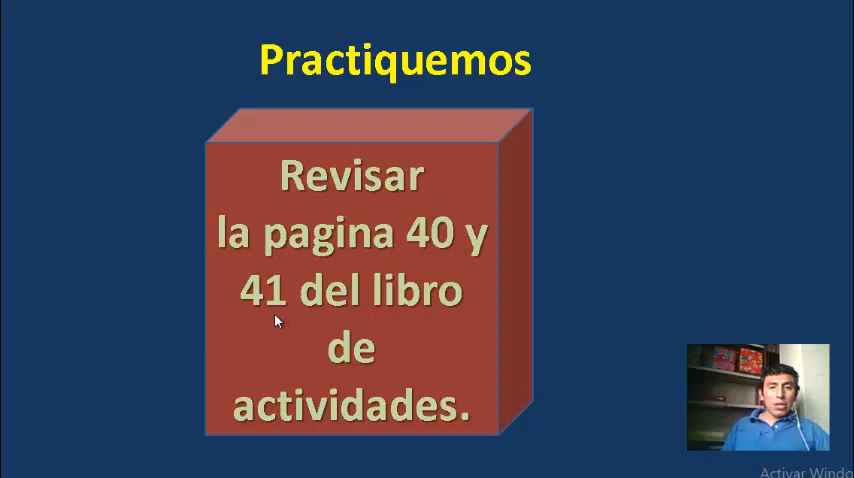 Practiquemos
Revisar
la pagina 40 y
41 del libro
de
actividades.
Activar Windo